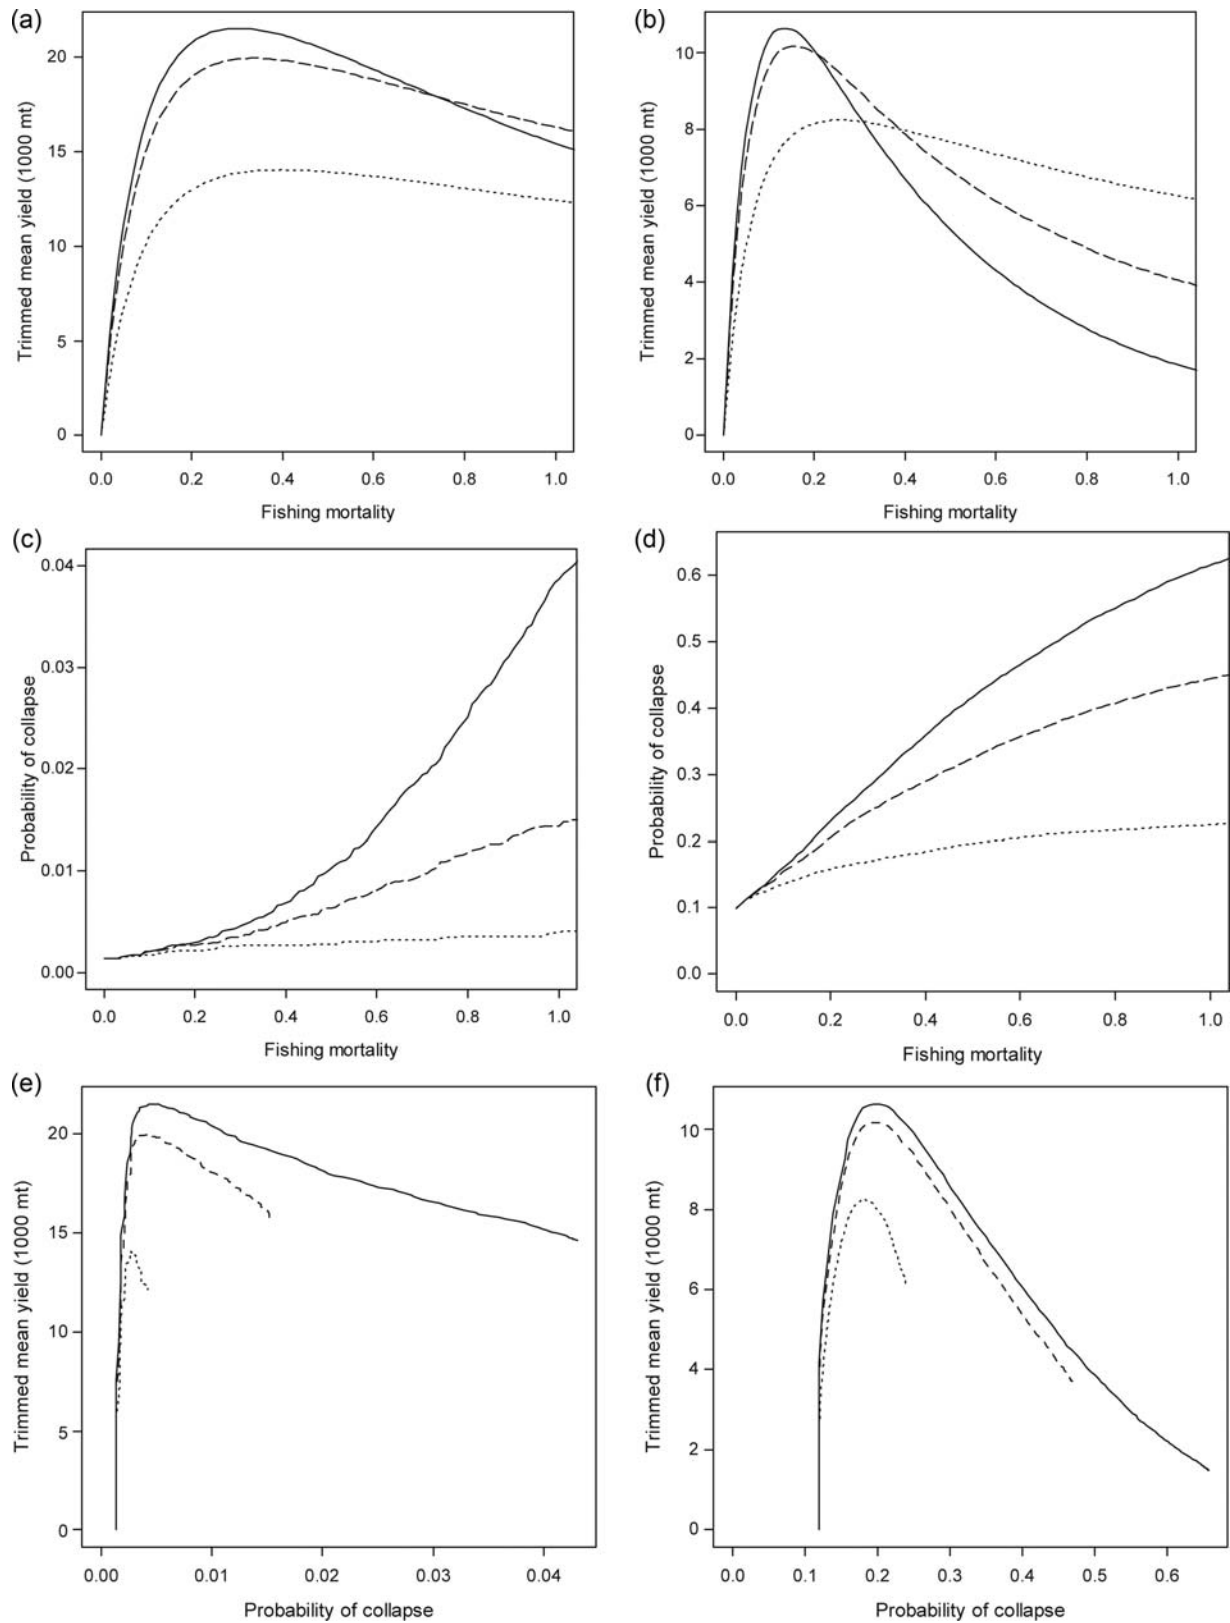 (a)
Trimmed mean yield (1000 mt)
20
15
10
5
0
0.0 0.2 0.4 0.6 0.8 1.0
Fishing mortality
(b)
Trimmed mean yield (1000 mt)
10
8
6
4
2
0
0.0 0.2 0.4 0.6 0.8 1.0
Fishing mortality
(c)
Probability of collapse
0.04
0.03
0.02
0.01
0.00
0.0 0.2 0.4 0.6 0.8 1.0
Fishing mortality
(d)
Probability of collapse
0.6
0.5
0.4
0.3
0.2
0.1
0.0
0.0 0.2 0.4 0.6 0.8 1.0
Fishing mortality
(e)
Trimmed mean yield (1000 mt)
20
15
10
5
0
0.00 0.01 0.02 0.03 0.04
Probability of collapse
(f)
Trimmed mean yield (1000 mt)
10
8
6
4
2
0
0.0 0.1 0.2 0.3 0.4 0.5 0.6
Probability of collapse